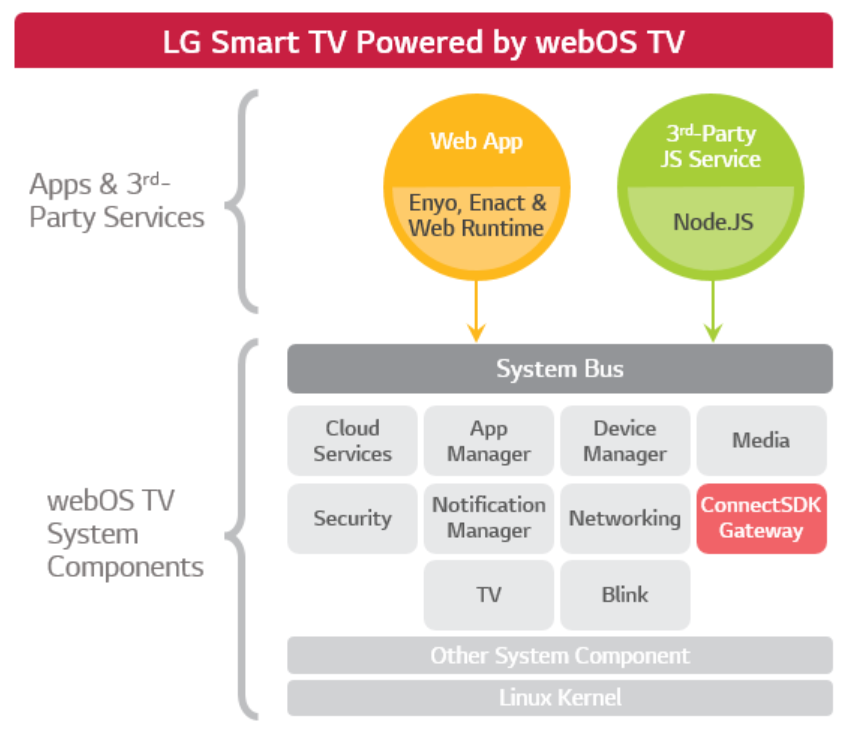 LG Smart TV Powered by webOS TV
Apps & 3rd-
Party Services
Web App
Enyo, Enact &
Web Runtime
3rd-Party
JS Service
Node.JS
webOS TV
System
Components
System Bus
Cloud
Services
App
Manager
Device
Manager
Media
Security
Notification
Manager
Networking
ConnectSDK
Gateway
TV
Blink
Other System Component
Linux Kernel